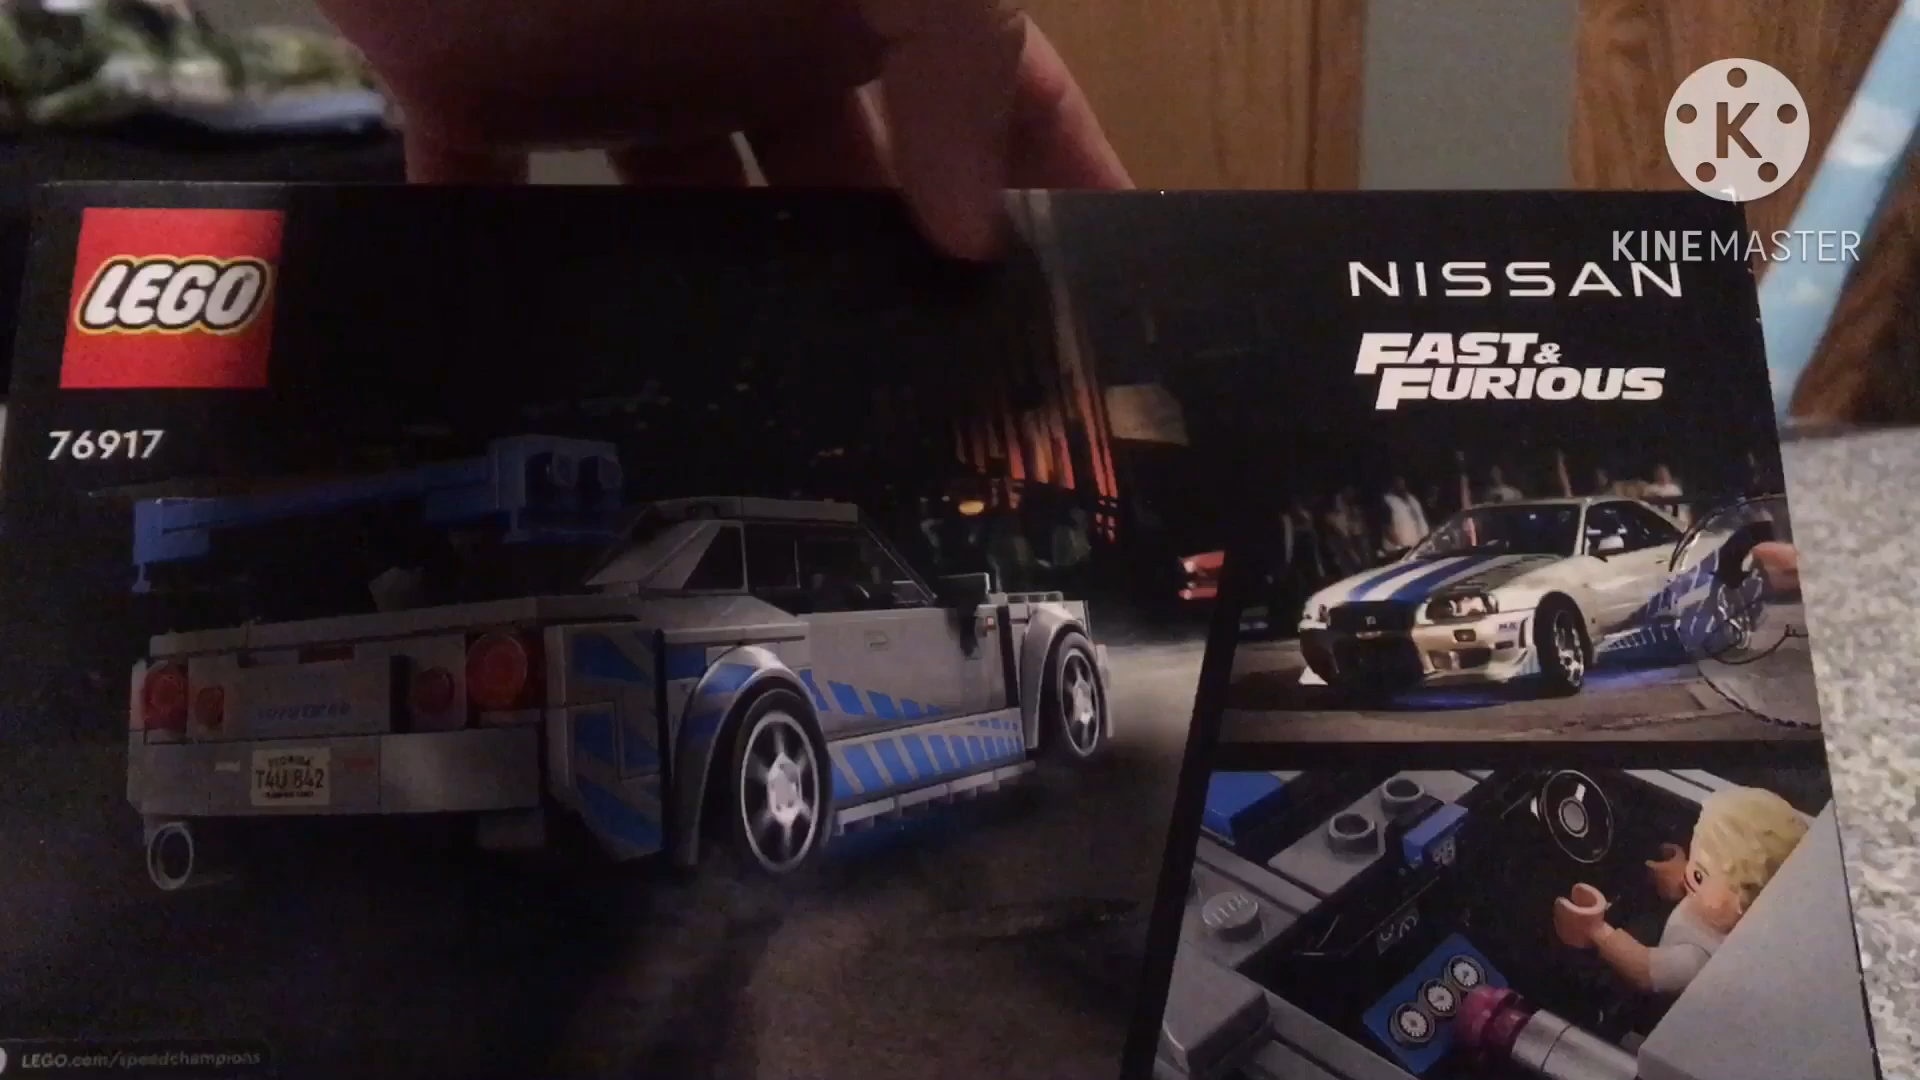 K
KINEMASTER
LEGO
NISSAN
FAST &
FURIOUS
76917
T4U 842
LEGO.com/speedchampions